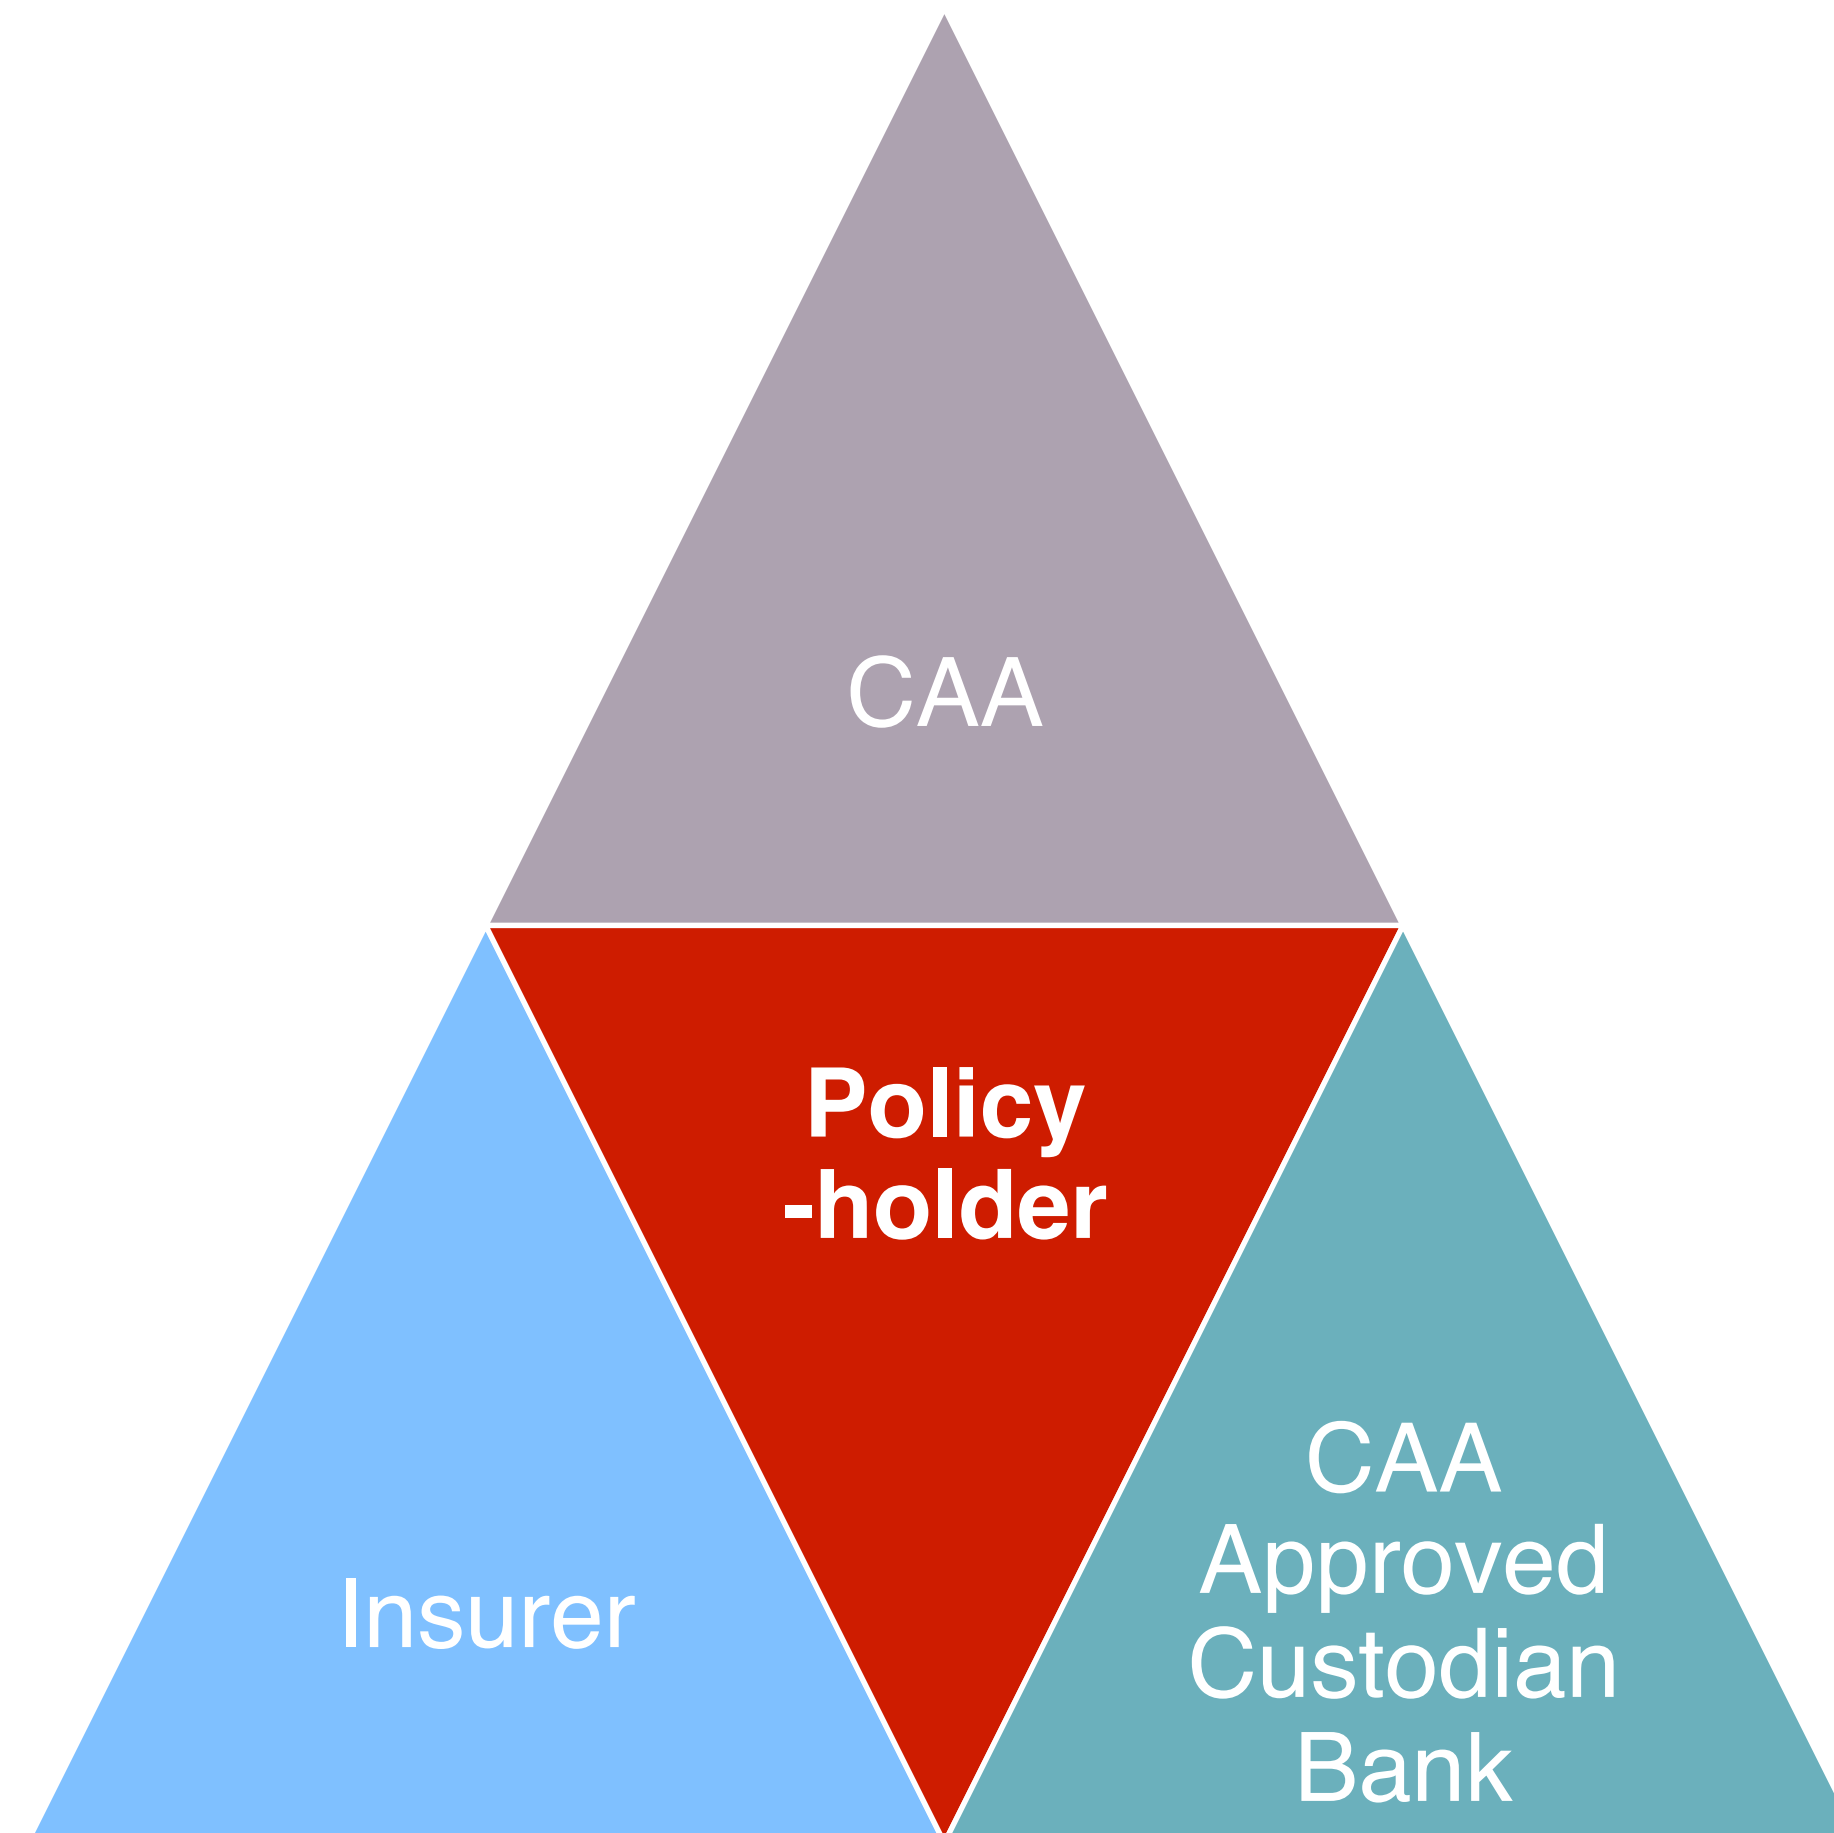 CAA
Policy
-holder
Insurer
CAA
Approved
Custodian
Bank